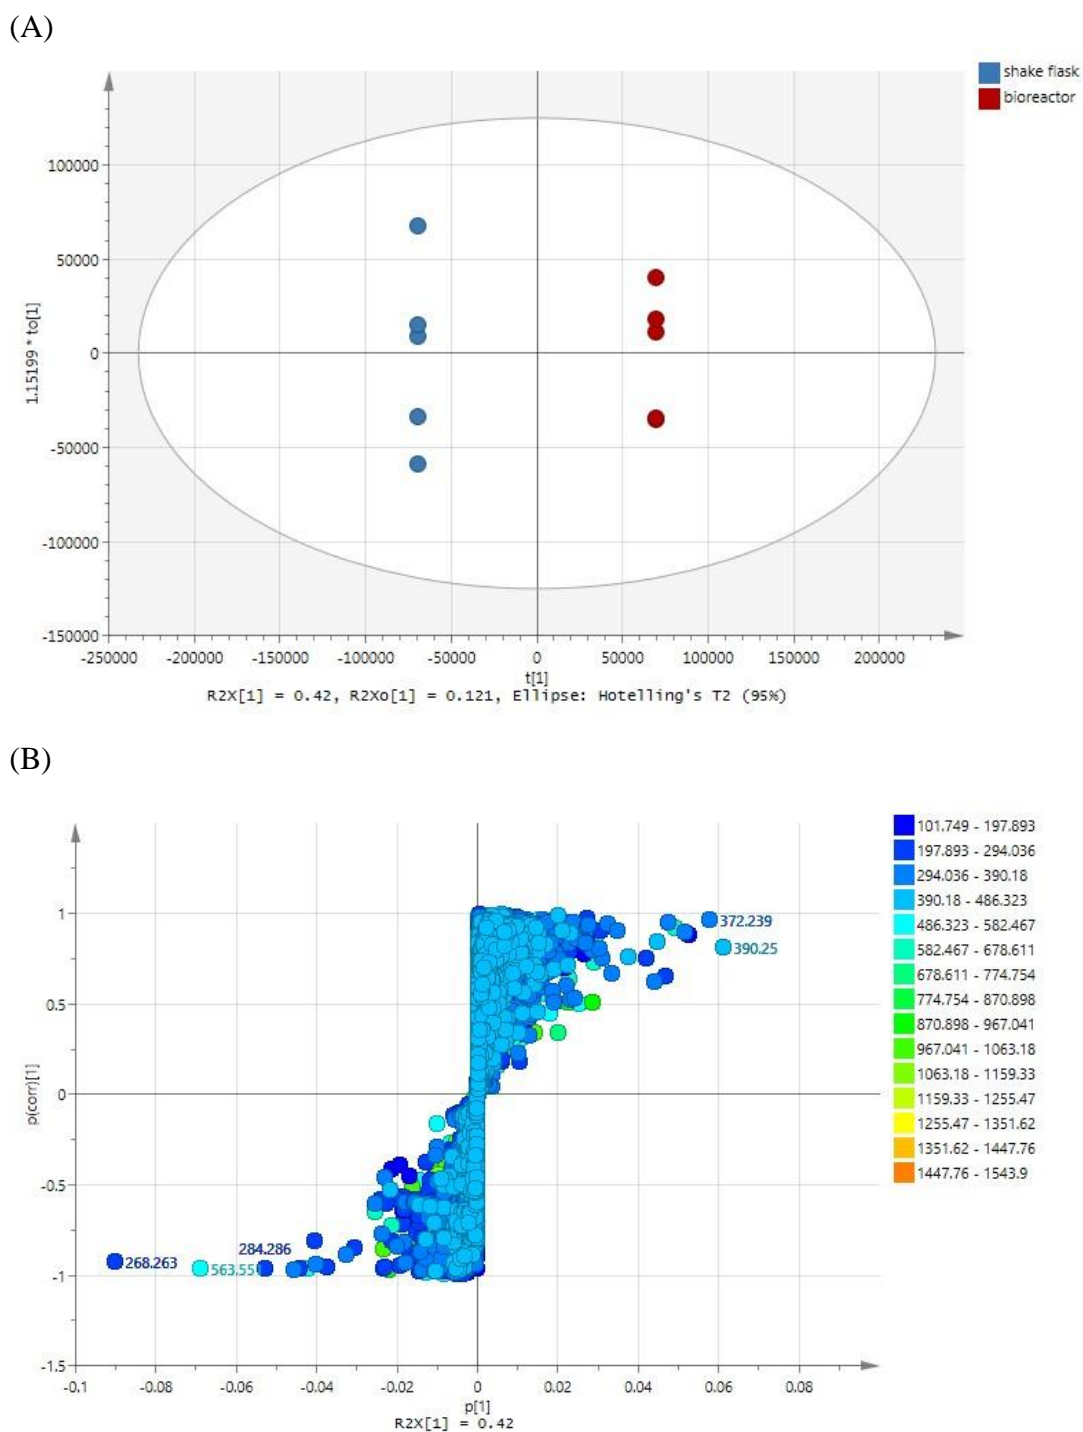 (A)
shake flask
bioreactor
100000
50000
0
-50000
-100000
-150000
1.15199 * to[1]
-250000 -200000 -150000 -100000 -50000 0 50000 100000 150000 200000
t[1]
R2X[1] = 0.42, R2Xo[1] = 0.121, Ellipse: Hotelling's T2 (95%)
(B)
101.749 - 197.893
197.893 - 294.036
294.036 - 390.18
390.18 - 486.323
486.323 - 582.467
582.467 - 678.611
678.611 - 774.754
774.754 - 870.898
870.898 - 967.041
967.041 - 1063.18
1063.18 - 1159.33
1159.33 - 1255.47
1255.47 - 1351.62
1351.62 - 1447.76
1447.76 - 1543.9
1
0.5
0
-0.5
-1
-1.5
p(corr)[1]
372.239
390.25
284.286
268.263
563.55
-0.1 -0.08 -0.06 -0.04 -0.02 0 0.02 0.04 0.06 0.08
p[1]
R2X[1] = 0.42